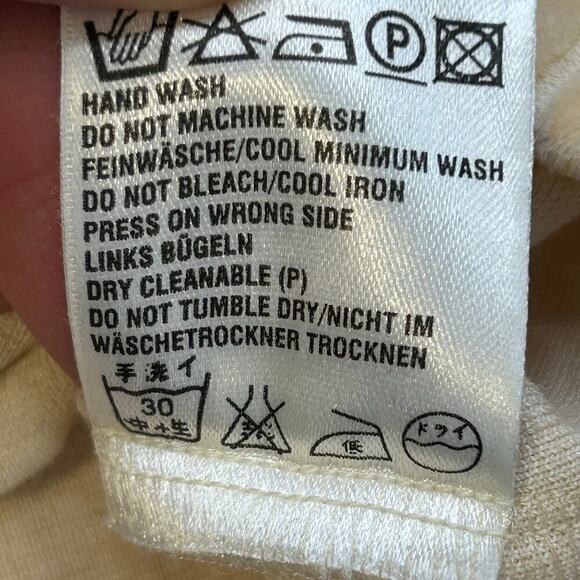 P
HAND WASH
DO NOT MACHINE WASH
FEINWÄSCHE/COOL MINIMUM WASH
DO NOT BLEACH/COOL IRON
PRESS ON WRONG SIDE
LINKS BÜGELN
DRY CLEANABLE (P)
DO NOT TUMBLE DRY/NICHT IM
WÄSCHETROCKNER TROCKNEN
手洗イ
30
中+生
低
ドライ